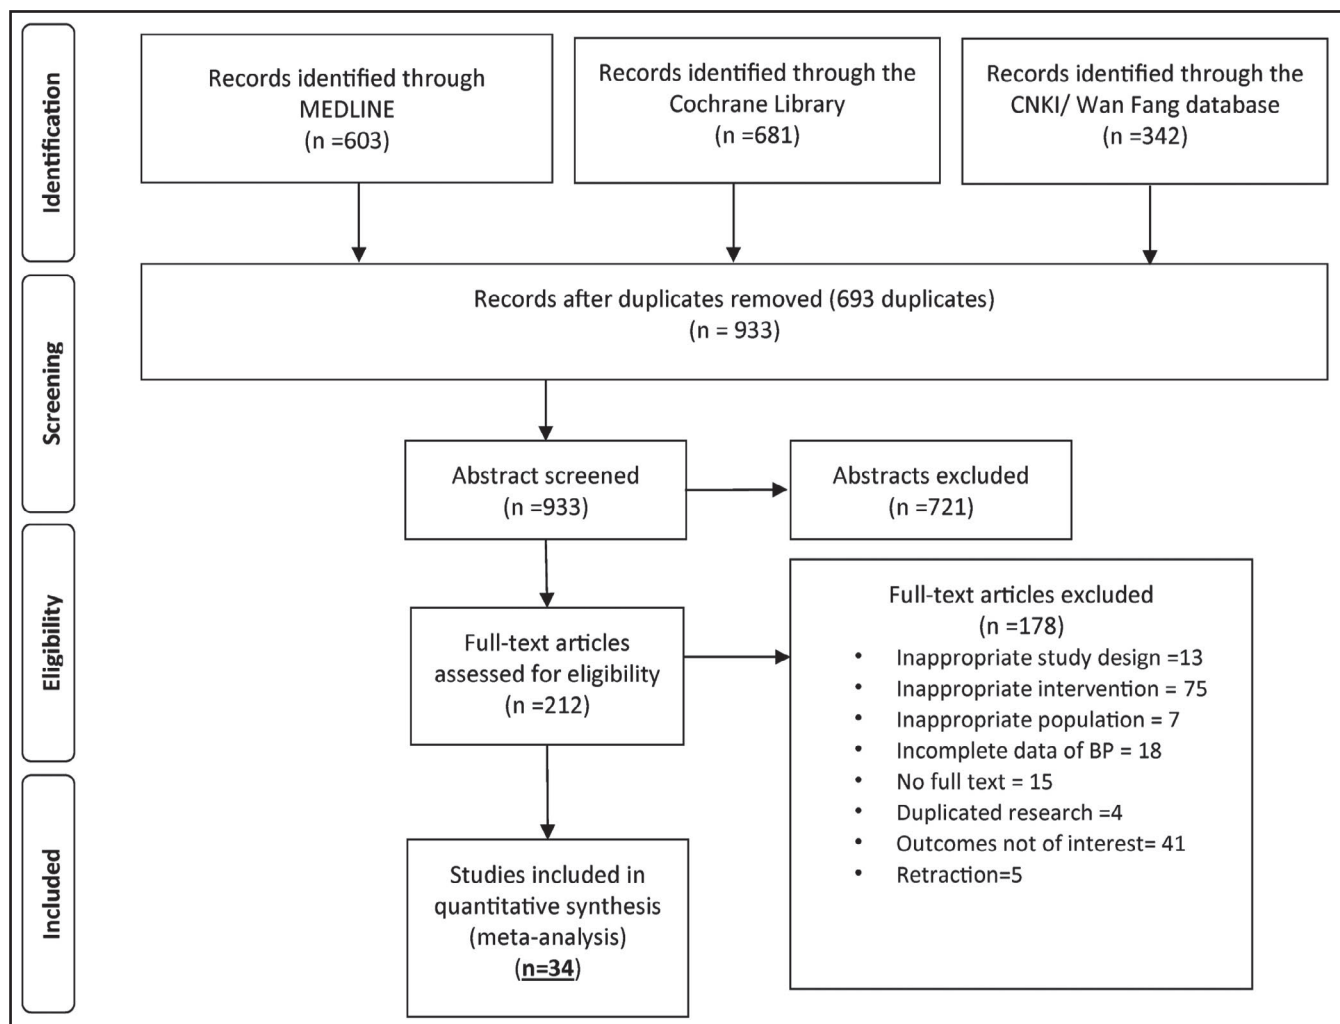 Identification
Records identified through
MEDLINE
(n =603)
Records identified through the
Cochrane Library
(n =681)
Records identified through the
CNKI/ Wan Fang database
(n =342)
Screening
Records after duplicates removed (693 duplicates)
(n = 933)
Abstract screened
(n =933)
Abstracts excluded
(n =721)
Eligibility
Full-text articles
assessed for eligibility
(n =212)
Full-text articles excluded
(n =178)
• Inappropriate study design =13
• Inappropriate intervention = 75
• Inappropriate population = 7
• Incomplete data of BP = 18
• No full text = 15
• Duplicated research =4
• Outcomes not of interest= 41
• Retraction=5
Included
Studies included in
quantitative synthesis
(meta-analysis)
(n=34)